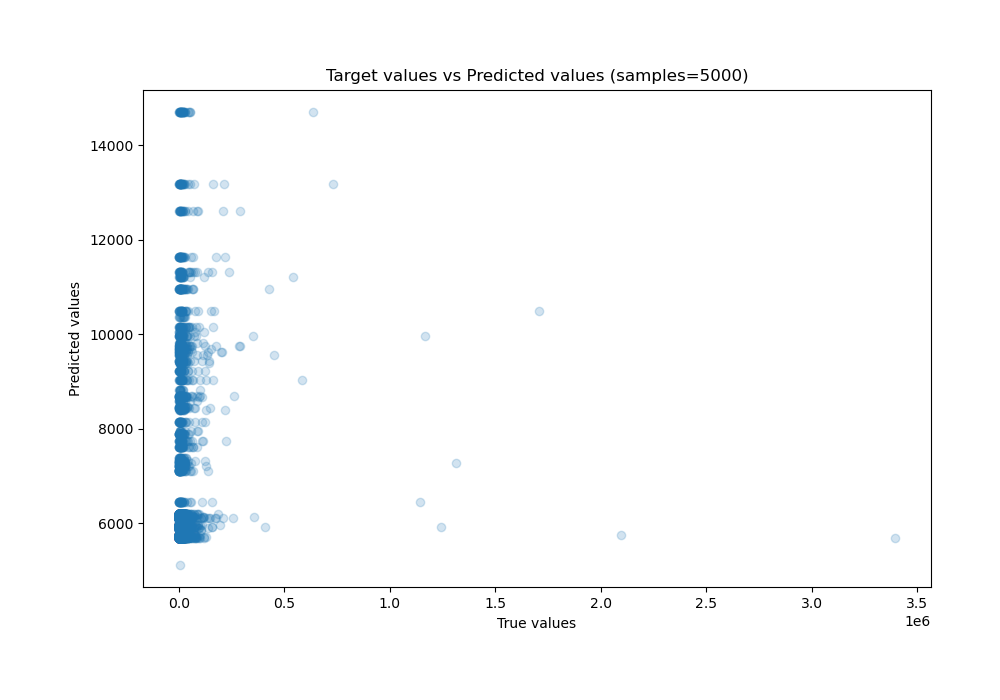 Target values vs Predicted values (samples=5000)
14000
12000
10000
8000
6000
Predicted values
0.0 0.5 1.0 1.5 2.0 2.5 3.0 3.5
1e6
True values